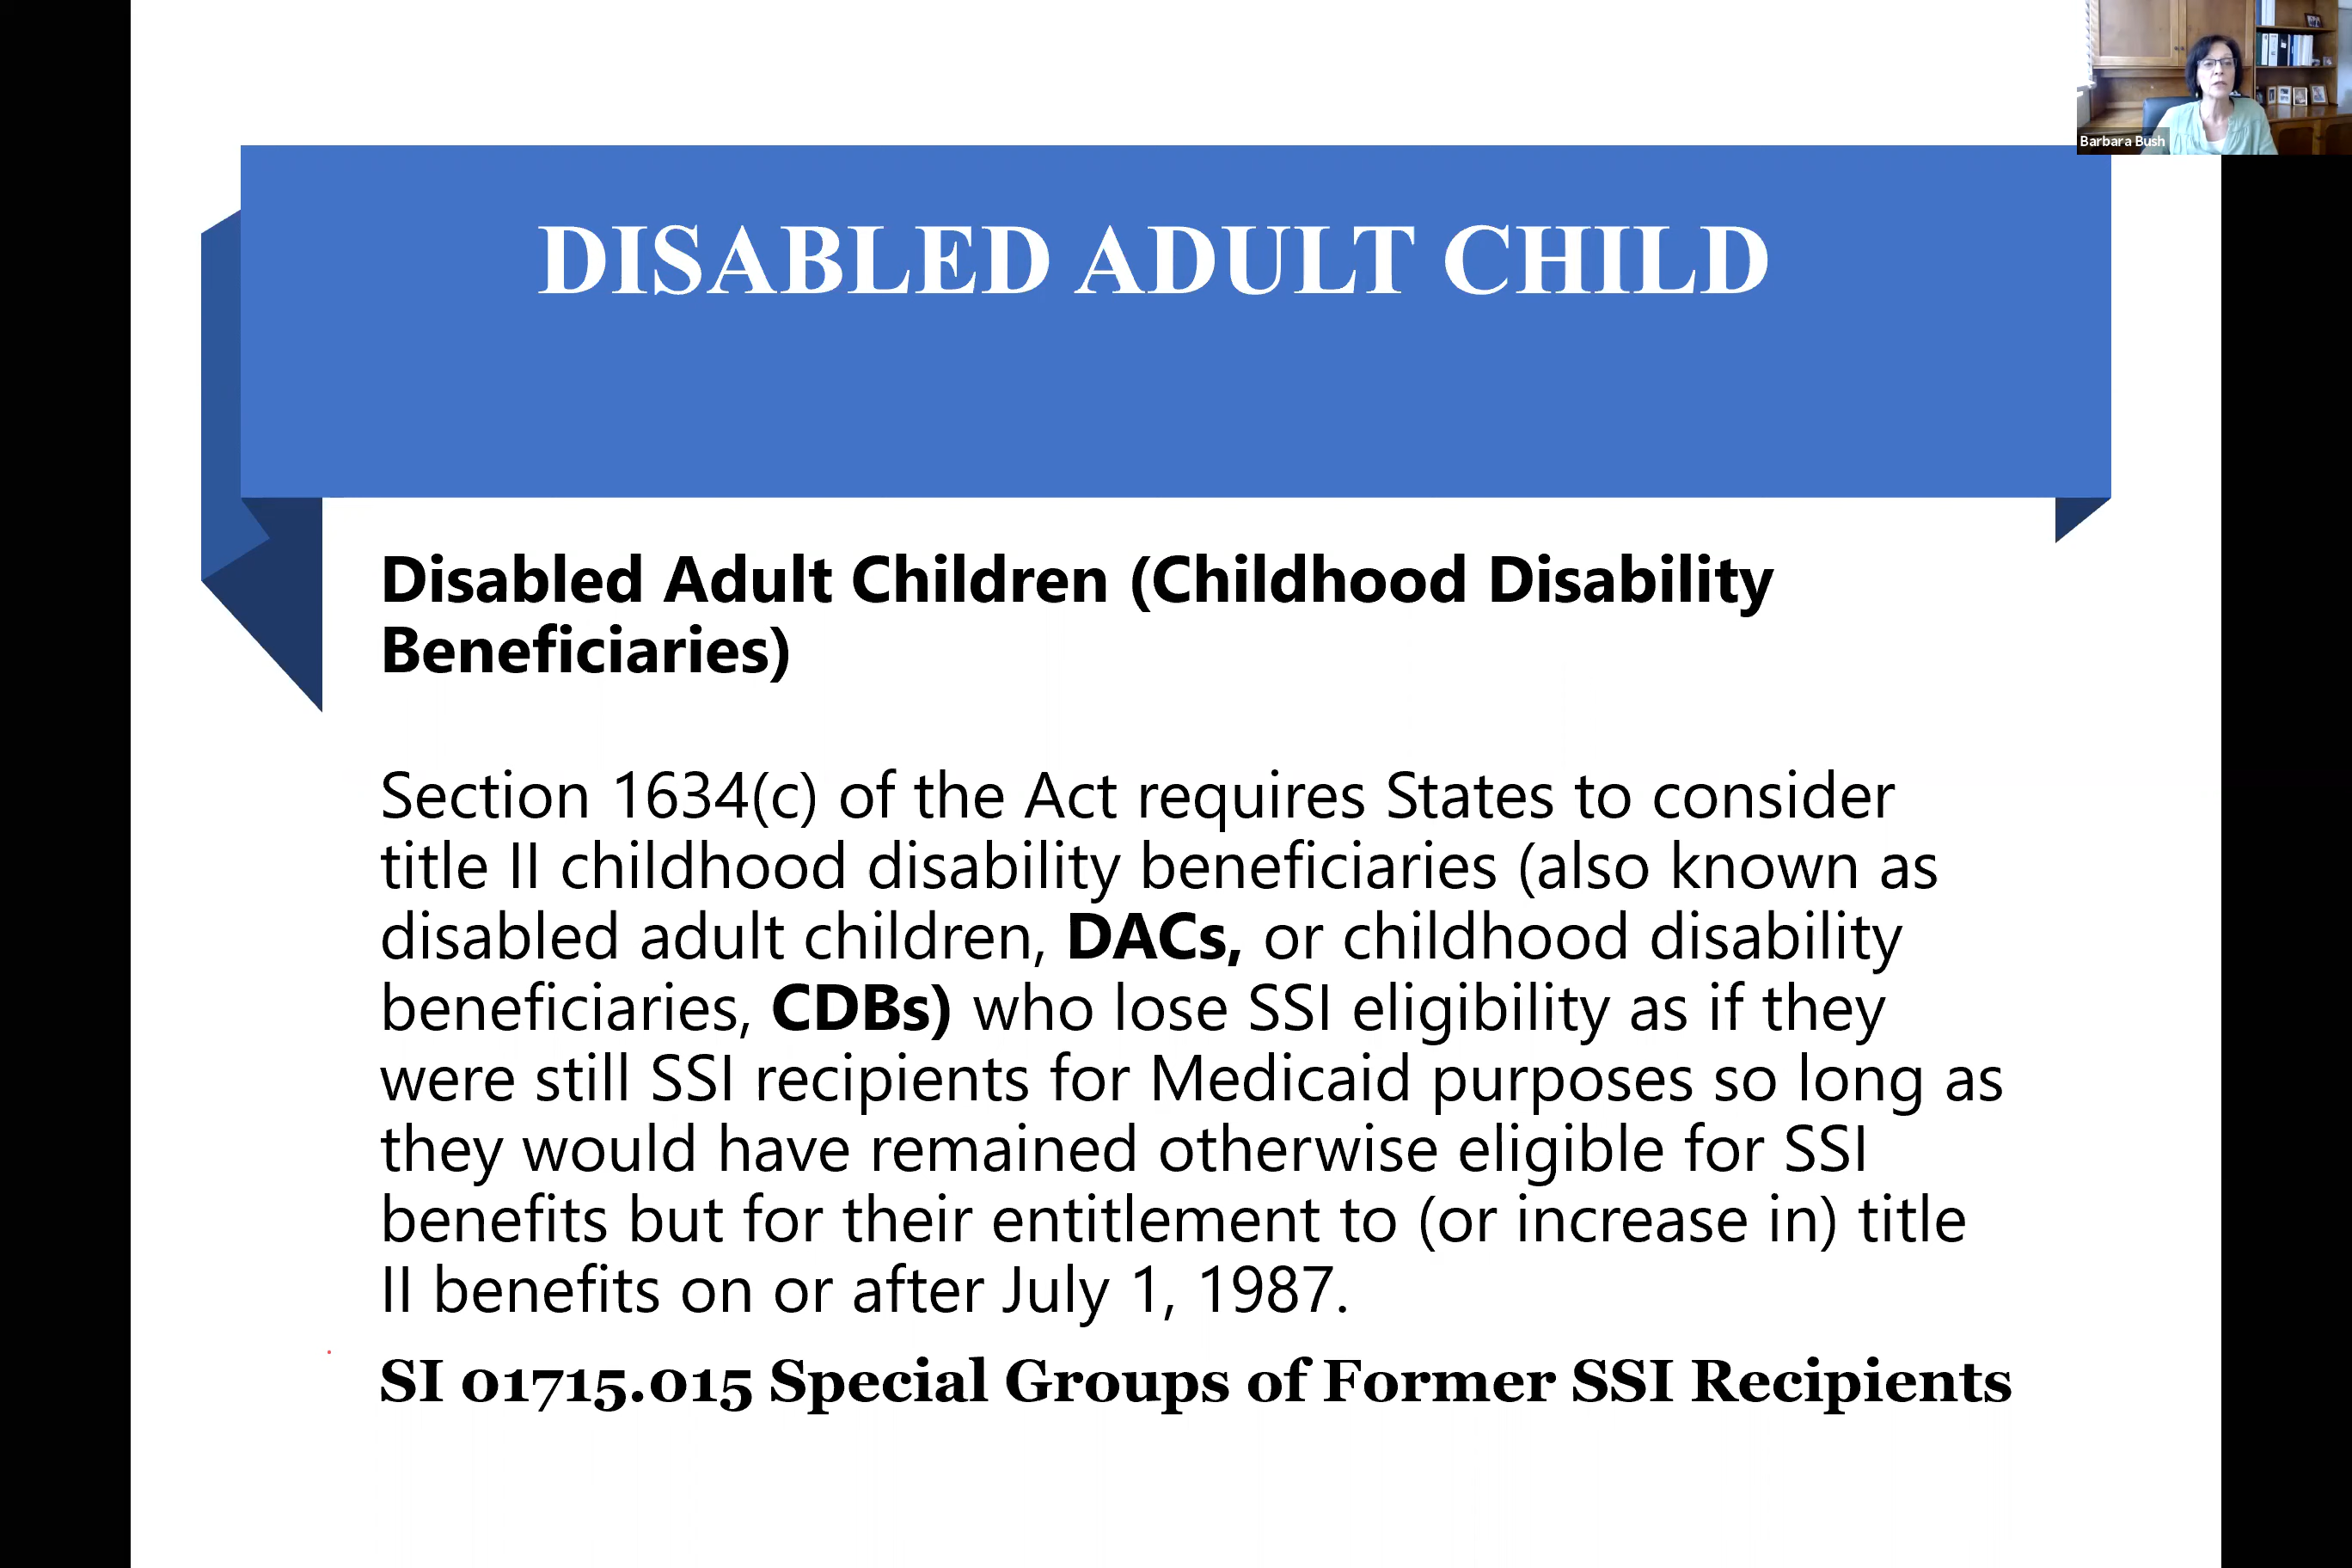 Barbara Bush
DISABLED ADULT CHILD
Disabled Adult Children (Childhood Disability
Beneficiaries)
Section 1634(c) of the Act requires States to consider
title II childhood disability beneficiaries (also known as
disabled adult children, DACs, or childhood disability
beneficiaries, CDBs) who lose SSI eligibility as if they
were still SSI recipients for Medicaid purposes so long as
they would have remained otherwise eligible for SSI
benefits but for their entitlement to (or increase in) title
II benefits on or after July 1, 1987.
SI 01715.015 Special Groups of Former SSI Recipients